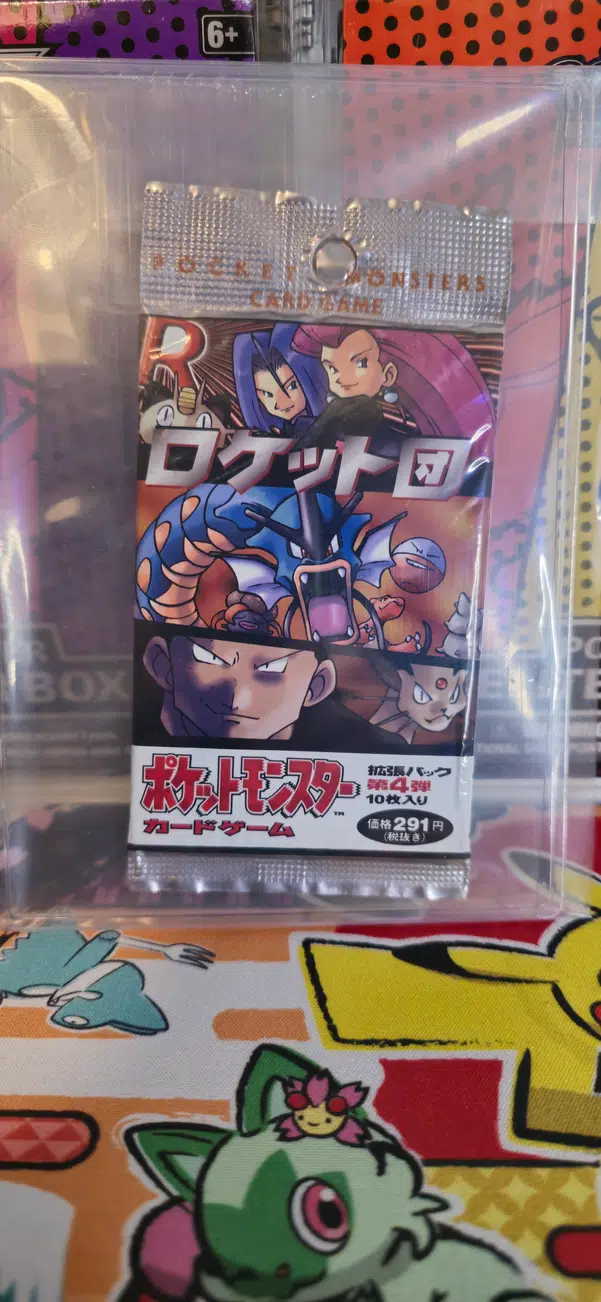 6+
POCKET MONSTERS
CARD GAME
R
ロケット団
BOX
ポケットモンスター
TM
カードゲーム
拡張パック
第4弾
10枚入り
価格291円
(税抜き)